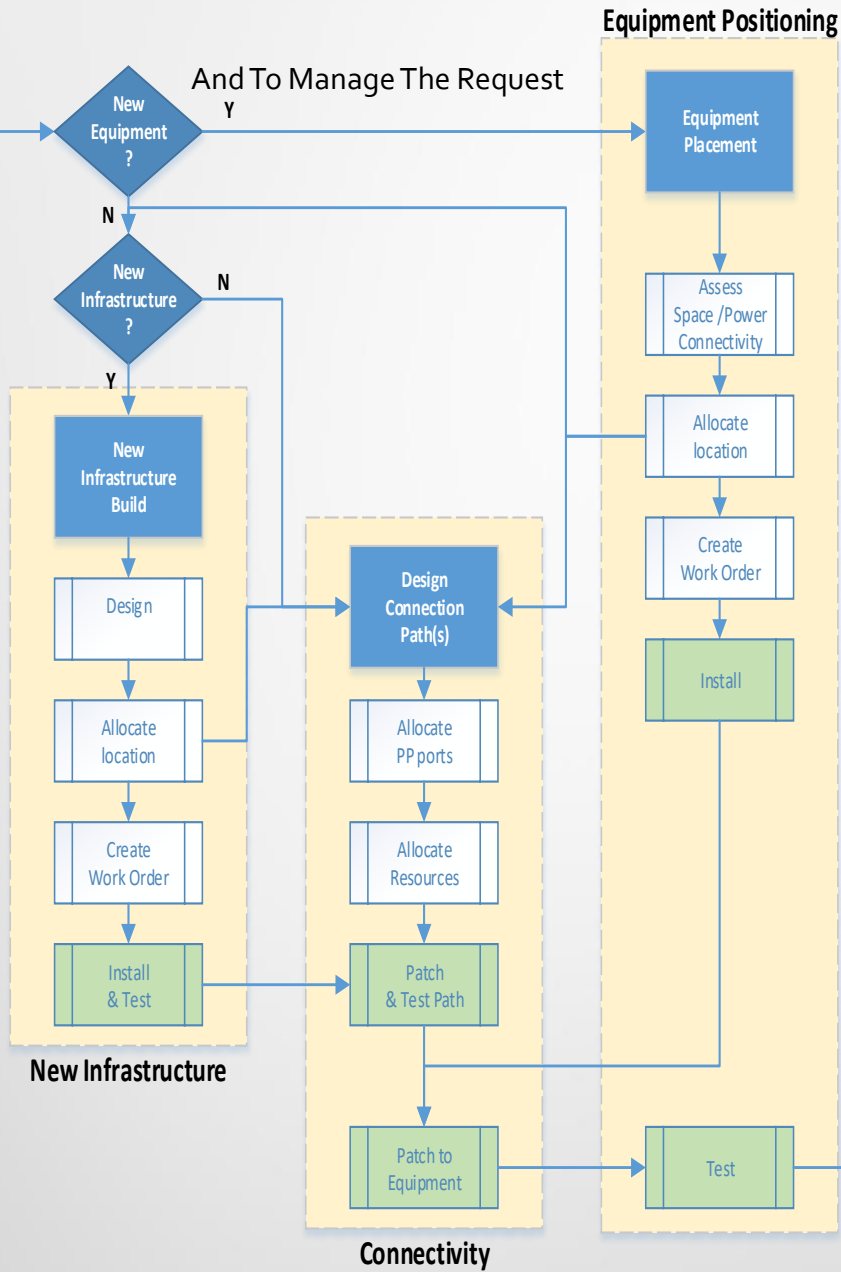 Equipment Positioning
And To Manage The Request
New
Equipment
?
Y
N
Equipment
Placement
New
Infrastructure
?
N
Y
Assess
Space /Power
Connectivity
Allocate
location
Create
Work Order
Install
New
Infrastructure
Build
Design
Allocate
location
Create
Work Order
Install
& Test
New Infrastructure
Design
Connection
Path(s)
Allocate
PP ports
Allocate
Resources
Patch
& Test Path
Patch to
Equipment
Connectivity
Test